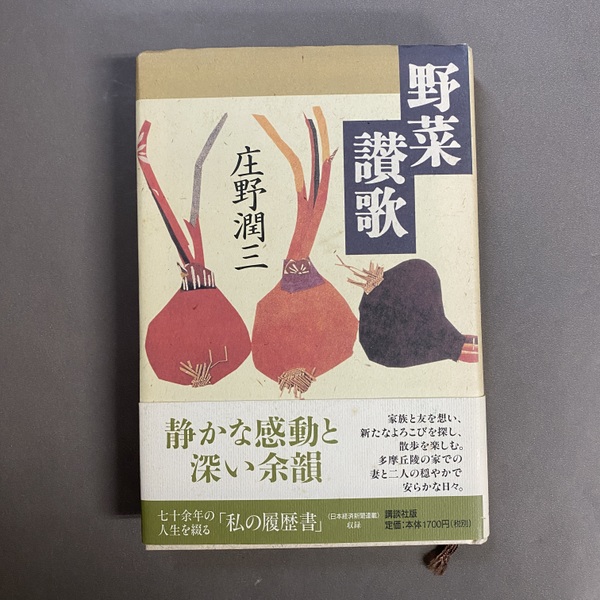 野菜
讃歌
庄野潤三
静かな感動と
深い余韻
家族と友を想い、
新たなよろこびを探し、
散歩を楽しむ。
多摩丘陵の家での
妻と二人の穏やかで
安らかな日々。
七十余年の
人生を綴る「私の履歴書」〈日本経済新聞連載〉収録
講談社版
定価:本体1700円(税別)